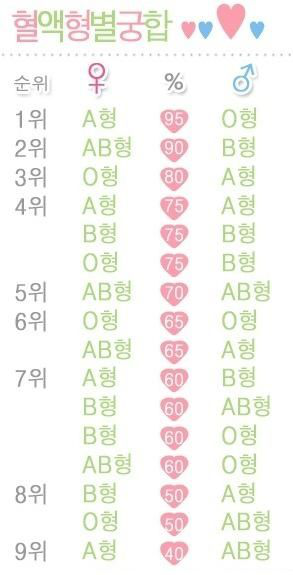 혈액형별궁합
순위 ♀ % ♂
1위 A형 95 O형
2위 AB형 90 B형
3위 O형 80 A형
4위 A형 75 A형
B형 75 B형
O형 75 B형
5위 AB형 70 AB형
6위 O형 65 O형
AB형 65 A형
7위 A형 60 B형
B형 60 AB형
B형 60 O형
AB형 60 O형
8위 B형 50 A형
O형 50 AB형
9위 A형 40 AB형